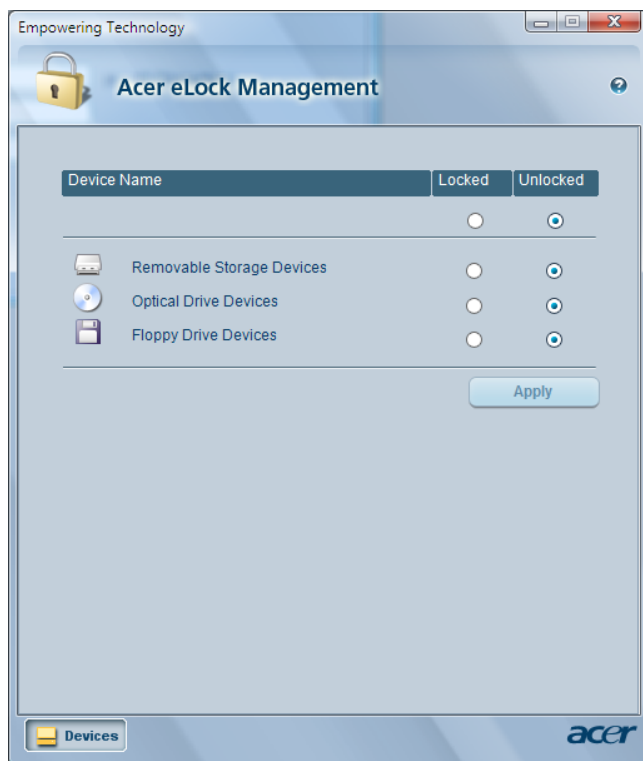 Empowering Technology
Acer eLock Management
Device Name Locked Unlocked
Removable Storage Devices
Optical Drive Devices
Floppy Drive Devices
Apply
Devices
acer